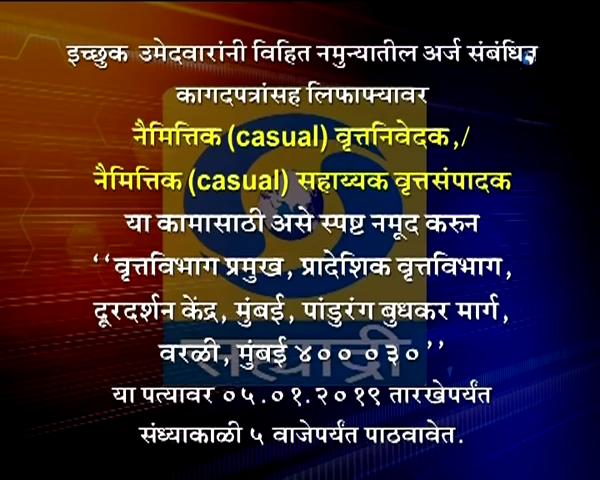 इच्छुक उमेदवारांनी विहित नमुन्यातील अर्ज संबंधित
कागदपत्रांसह लिफाफ्यावर
नैमित्तिक (casual) वृत्तनिवेदक,/
नैमित्तिक (casual) सहाय्यक वृत्तसंपादक
या कामासाठी असे स्पष्ट नमूद करुन
‘‘वृत्तविभाग प्रमुख, प्रादेशिक वृत्तविभाग,
दूरदर्शन केंद्र, मुंबई, पांडुरंग बुधकर मार्ग,
वरळी, मुंबई ४०० ०३०’’
सह्याद्री
या पत्यावर ०५.०१.२०१९ तारखेपर्यंत
संध्याकाळी ५ वाजेपर्यंत पाठवावेत.